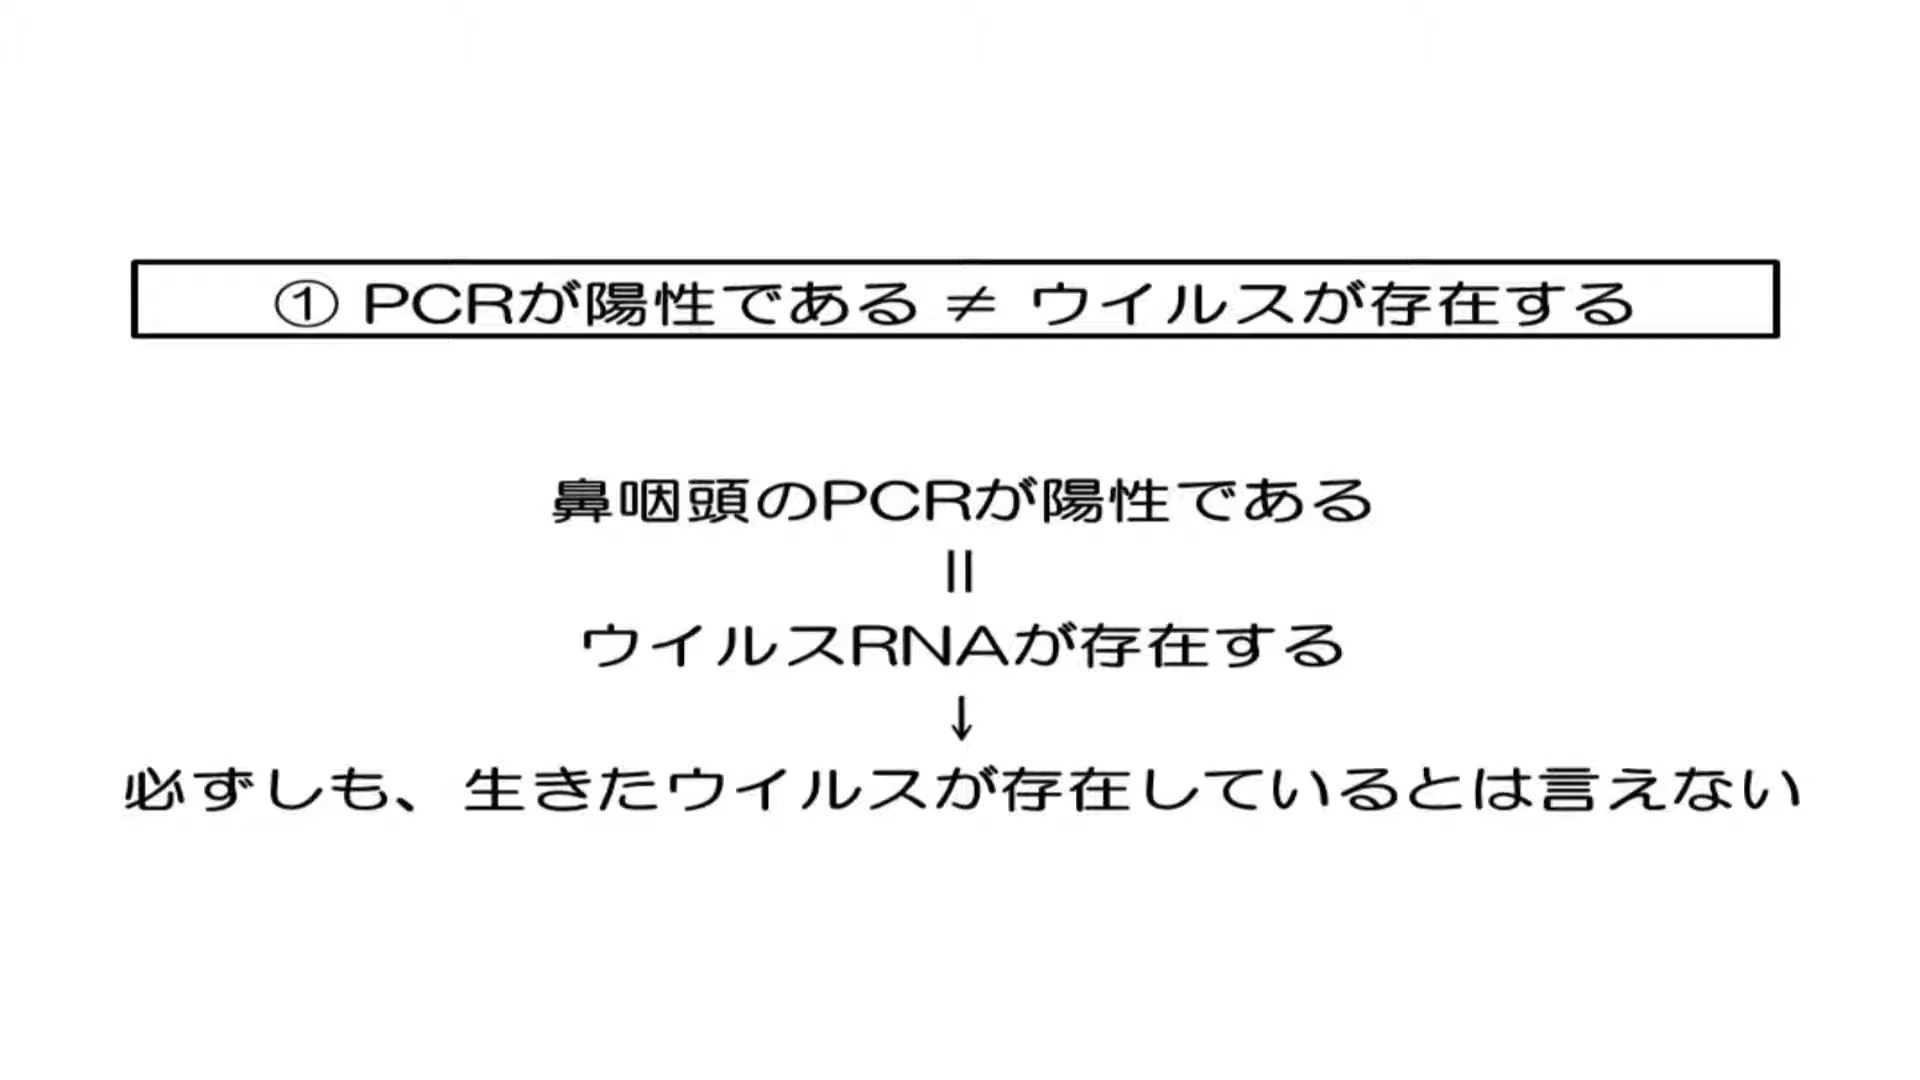 ① PCRが陽性である ≠ ウイルスが存在する
鼻咽頭のPCRが陽性である
||
ウイルスRNAが存在する
↓
必ずしも、生きたウイルスが存在しているとは言えない